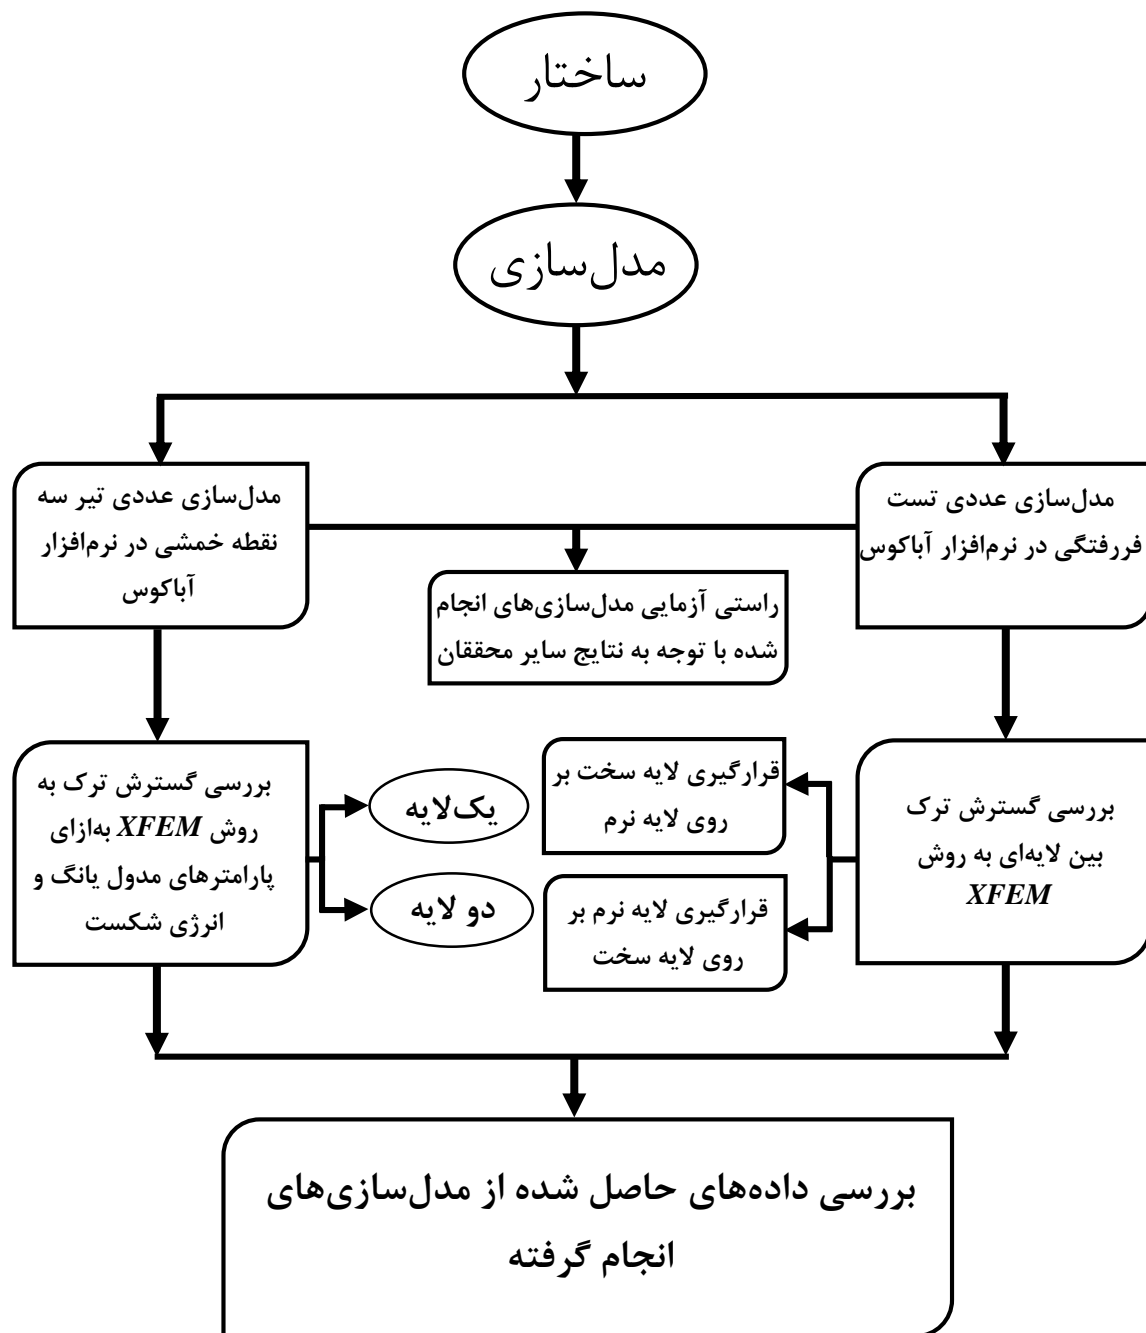 ساختار
مدل‌سازی
مدل‌سازی عددی تست
فررفتگی در نرم‌افزار آباکوس
مدل‌سازی عددی تیر سه
نقطه خمشی در نرم‌افزار
آباکوس
راستی آزمایی مدل‌سازی‌های انجام
شده با توجه به نتایج سایر محققان
بررسی گسترش ترک
بین لایه‌ای به روش
XFEM
قرارگیری لایه سخت بر
روی لایه نرم
قرارگیری لایه نرم بر
روی لایه سخت
یک‌لایه
دو لایه
بررسی گسترش ترک به
روش XFEM به‌ازای
پارامترهای مدول یانگ و
انرژی شکست
بررسی داده‌های حاصل شده از مدل‌سازی‌های
انجام گرفته